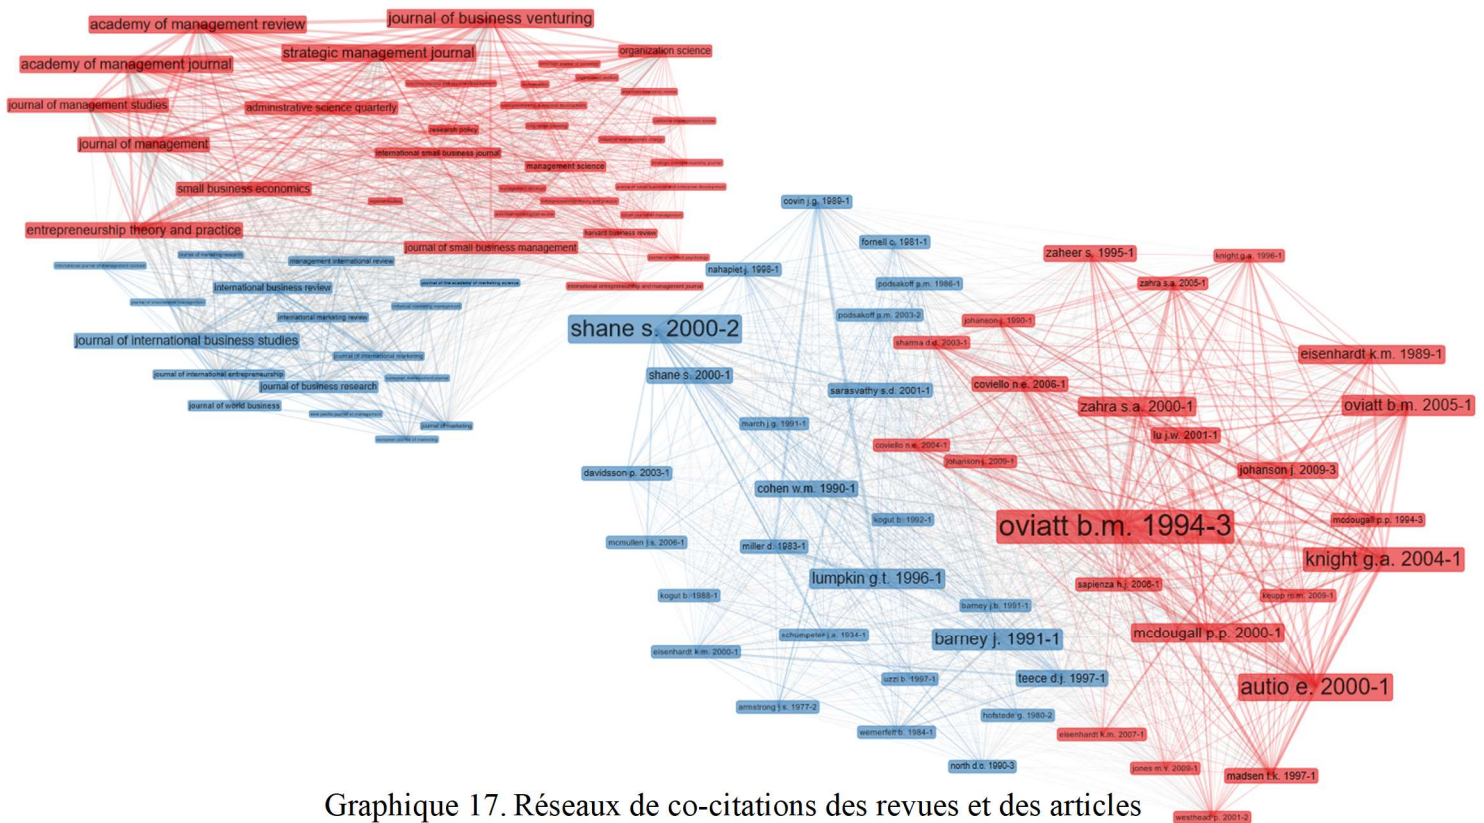 academy of management review
journal of business venturing
strategic management journal
organization science
academy of management journal
journal of management studies
administrative science quarterly
research policy
journal of management
international small business journal
management science
small business economics
entrepreneurship theory and practice
harvard business review
journal of small business management
management international review
international business review
international entrepreneurship and management journal
international marketing review
journal of international business studies
journal of international marketing
journal of international entrepreneurship
journal of business research
journal of world business
journal of marketing
covin j.g. 1989-1
fornell c. 1981-1
nahapiet j. 1998-1
podsakoff p.m. 1986-1
podsakoff p.m. 2003-2
shane s. 2000-2
shane s. 2000-1
sarasvathy s.d. 2001-1
march j.g. 1991-1
davidsson p. 2003-1
cohen w.m. 1990-1
kogut b. 1992-1
mcmullen j.s. 2006-1
miller d. 1983-1
lumpkin g.t. 1996-1
kogut b. 1988-1
barney j.b. 1991-1
schumpeter j.a. 1934-1
barney j. 1991-1
eisenhardt k.m. 2000-1
uzzi b. 1997-1
teece d.j. 1997-1
armstrong j.s. 1977-2
hofstede g. 1980-2
wernerfelt b. 1984-1
north d.c. 1990-3
zaheer s. 1995-1
knight g.a. 1996-1
zahra s.a. 2005-1
johanson j. 1990-1
sharma d.d. 2003-1
eisenhardt k.m. 1989-1
coviello n.e. 2006-1
zahra s.a. 2000-1
oviatt b.m. 2005-1
lu j.w. 2001-1
coviello n.e. 2004-1
johanson j. 2009-1
johanson j. 2009-3
oviatt b.m. 1994-3
mcdougall p.p. 1994-3
knight g.a. 2004-1
sapienza h.j. 2006-1
keupp m.m. 2009-1
mcdougall p.p. 2000-1
autio e. 2000-1
eisenhardt k.m. 2007-1
jones m.v. 2009-1
madsen t.k. 1997-1
westhead p. 2001-2
Graphique 17. Réseaux de co-citations des revues et des articles